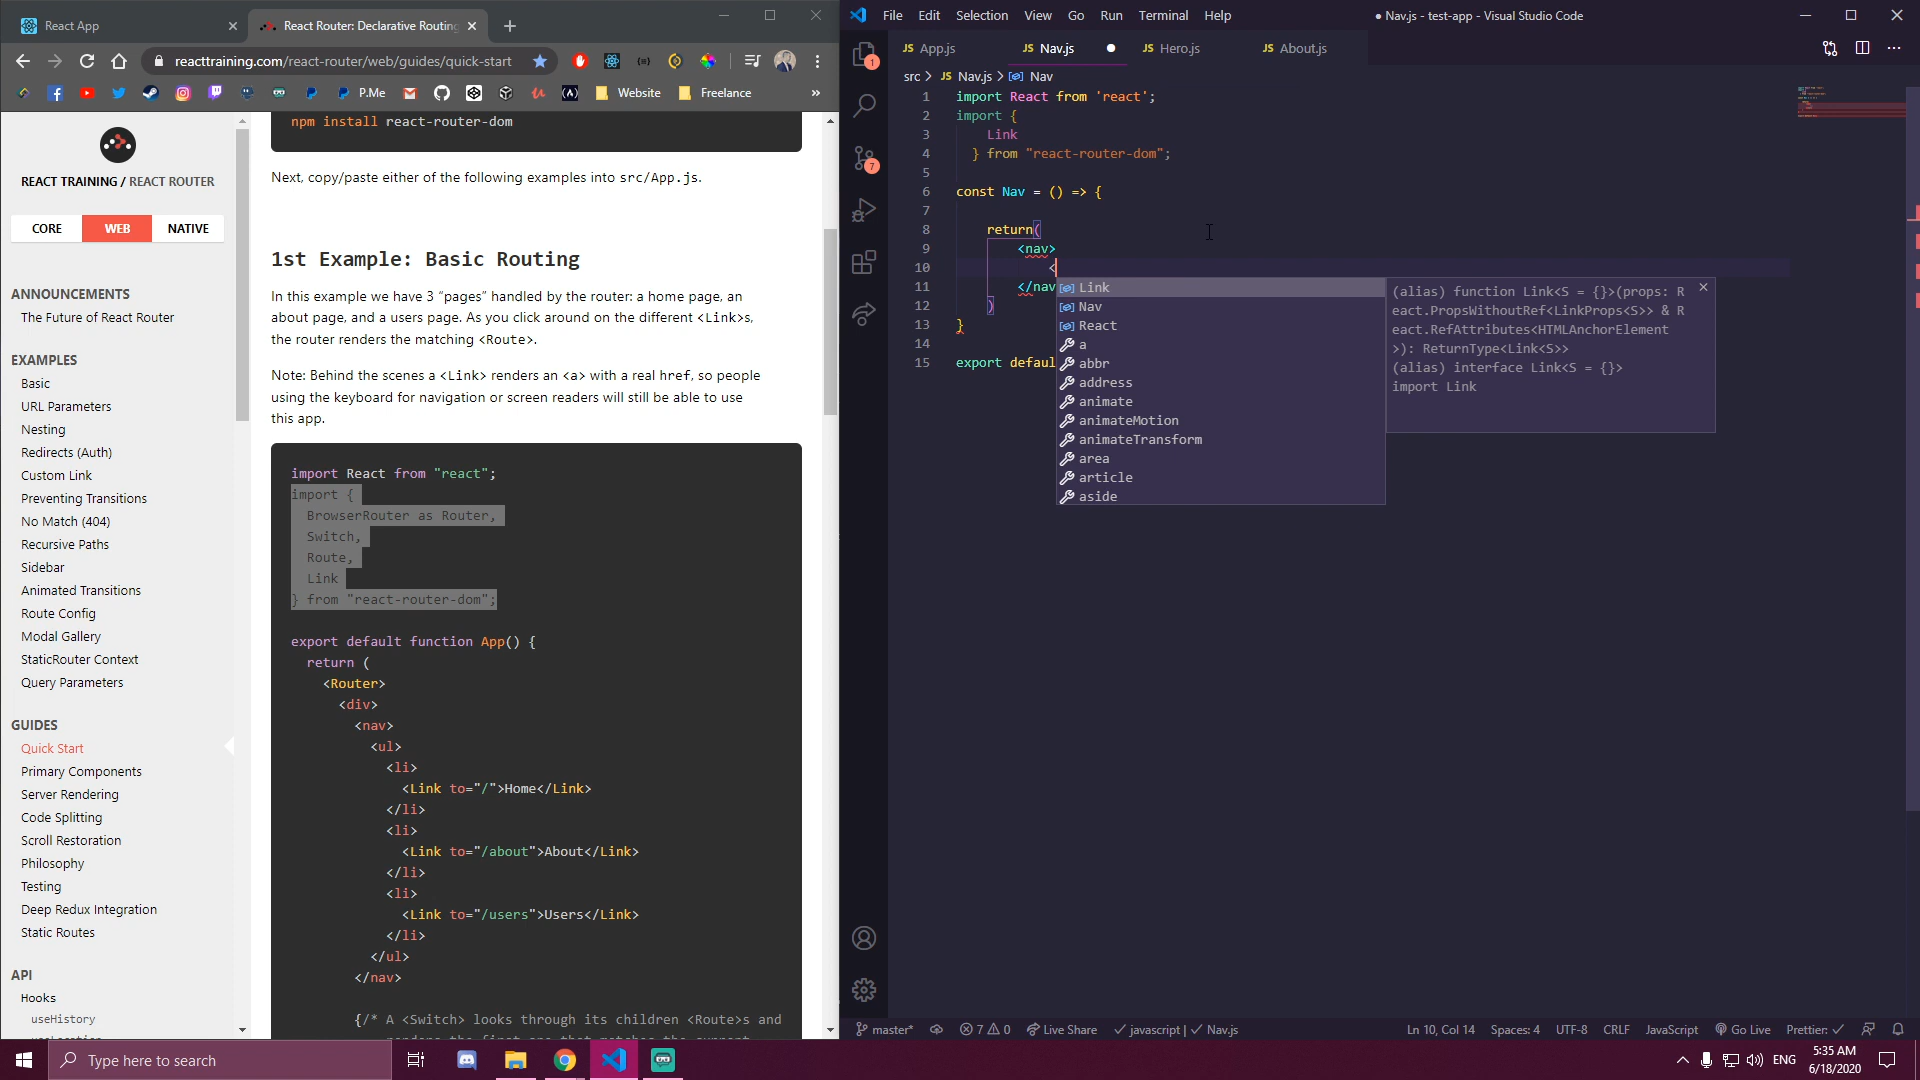 React App
React Router: Declarative Routing
reacttraining.com/react-router/web/guides/quick-start
P.Me
Website
Freelance
»
REACT TRAINING / REACT ROUTER
CORE
WEB
NATIVE
ANNOUNCEMENTS
The Future of React Router
EXAMPLES
Basic
URL Parameters
Nesting
Redirects (Auth)
Custom Link
Preventing Transitions
No Match (404)
Recursive Paths
Sidebar
Animated Transitions
Route Config
Modal Gallery
StaticRouter Context
Query Parameters
GUIDES
Quick Start
Primary Components
Server Rendering
Code Splitting
Scroll Restoration
Philosophy
Testing
Deep Redux Integration
Static Routes
API
Hooks
useHistory
npm install react-router-dom
Next, copy/paste either of the following examples into src/App.js.
1st Example: Basic Routing
In this example we have 3 “pages” handled by the router: a home page, an
about page, and a users page. As you click around on the different <Link>s,
the router renders the matching <Route>.
Note: Behind the scenes a <Link> renders an <a> with a real href, so people
using the keyboard for navigation or screen readers will still be able to use
this app.
import React from "react";
import {
BrowserRouter as Router,
Switch,
Route,
Link
} from "react-router-dom";
export default function App() {
return (
<Router>
<div>
<nav>
<ul>
<li>
<Link to="/">Home</Link>
</li>
<li>
<Link to="/about">About</Link>
</li>
<li>
<Link to="/users">Users</Link>
</li>
</ul>
</nav>
{/* A <Switch> looks through its children <Route>s and
File Edit Selection View Go Run Terminal Help
● Nav.js - test-app - Visual Studio Code
JS App.js
JS Nav.js ●
JS Hero.js
JS About.js
src > JS Nav.js > Nav
1 import React from 'react';
2 import {
3 Link
4 } from "react-router-dom";
5
6 const Nav = () => {
7
8 return(
9 <nav>
10 <
11 </nav
12 )
13 }
14
15 export defaul
Link
Nav
React
a
abbr
address
animate
animateMotion
animateTransform
area
article
aside
(alias) function Link<S = {}>(props: R
eact.PropsWithoutRef<LinkProps<S>> & R
eact.RefAttributes<HTMLAnchorElement
>): ReturnType<Link<S>>
(alias) interface Link<S = {}>
import Link
1
7
master*
7 0
Live Share
javascript | ✓ Nav.js
Ln 10, Col 14
Spaces: 4
UTF-8
CRLF
JavaScript
Go Live
Prettier: ✓
Type here to search
ENG
5:35 AM
6/18/2020